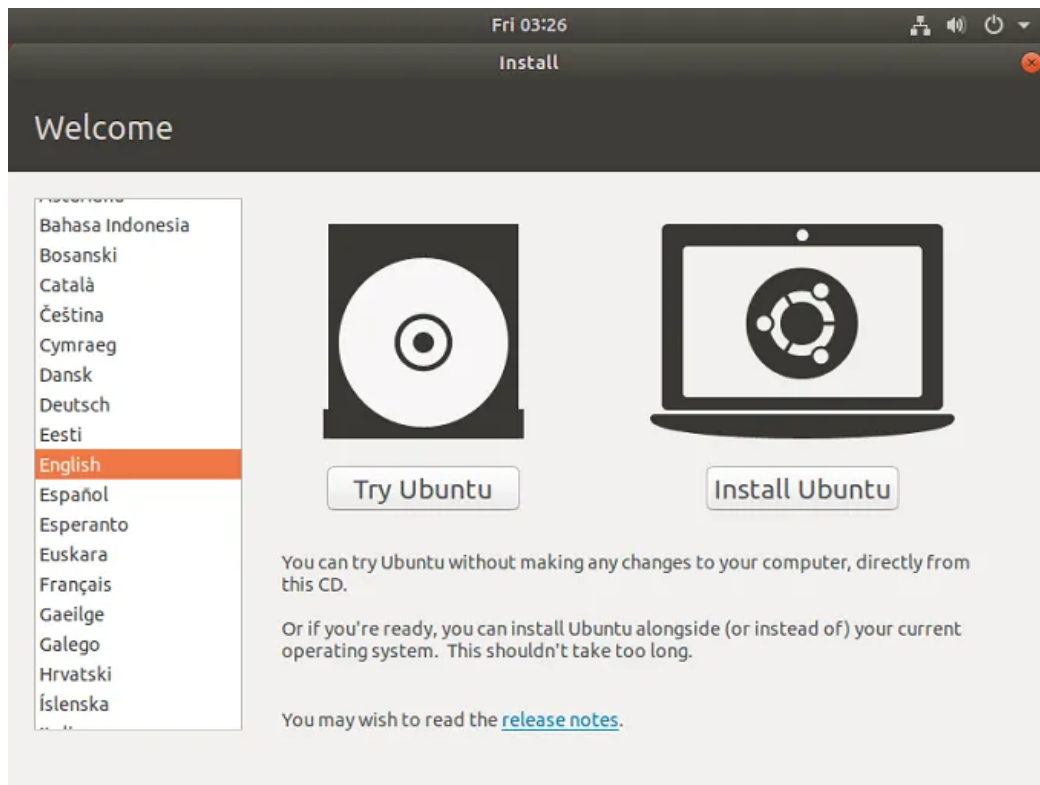 Fri 03:26
Install
Welcome
Bahasa Indonesia
Bosanski
Català
Čeština
Cymraeg
Dansk
Deutsch
Eesti
English
Español
Esperanto
Euskara
Français
Gaeilge
Galego
Hrvatski
Íslenska
Try Ubuntu
Install Ubuntu
You can try Ubuntu without making any changes to your computer, directly from
this CD.
Or if you're ready, you can install Ubuntu alongside (or instead of) your current
operating system. This shouldn't take too long.
You may wish to read the release notes.